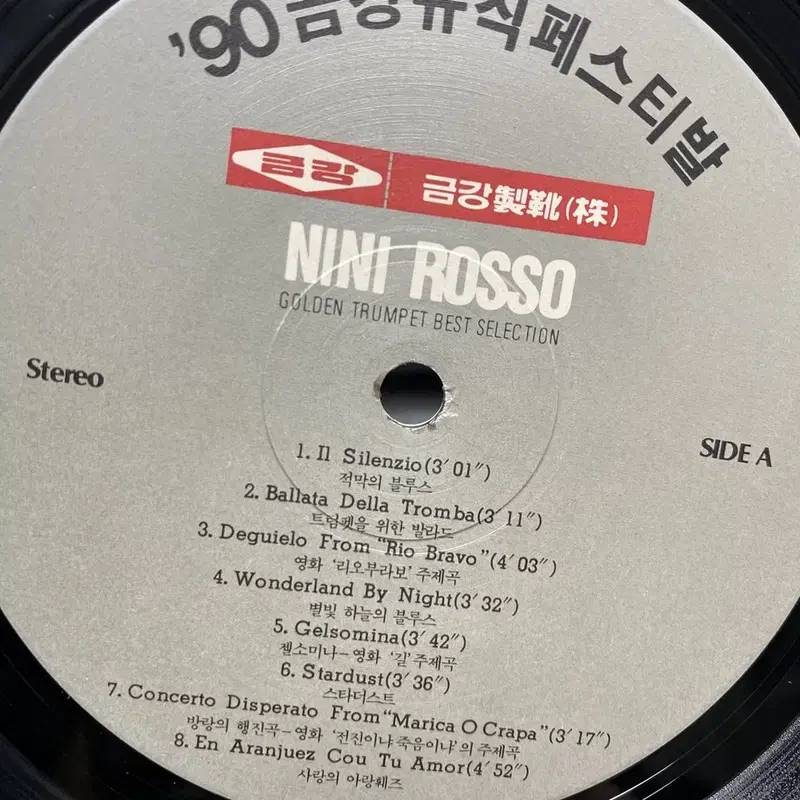 '90 금강뮤직페스티발
금강
금강製靴(株)
NINI ROSSO
GOLDEN TRUMPET BEST SELECTION
Stereo
SIDE A
1. Il Silenzio(3′01″)
적막의 블루스
2. Ballata Della Tromba(3′11″)
트럼펫을 위한 발라드
3. Deguielo From “Rio Bravo”(4′03″)
영화 ‘리오부라보’ 주제곡
4. Wonderland By Night(3′32″)
별빛 하늘의 블루스
5. Gelsomina(3′42″)
젤소미나−영화 ‘길’ 주제곡
6. Stardust(3′36″)
스타더스트
7. Concerto Disperato From“Marica O Crapa”(3′17″)
방랑의 행진곡−영화 ‘전진이냐 죽음이냐’의 주제곡
8. En Aranjuez Cou Tu Amor(4′52″)
사랑의 아랑훼즈